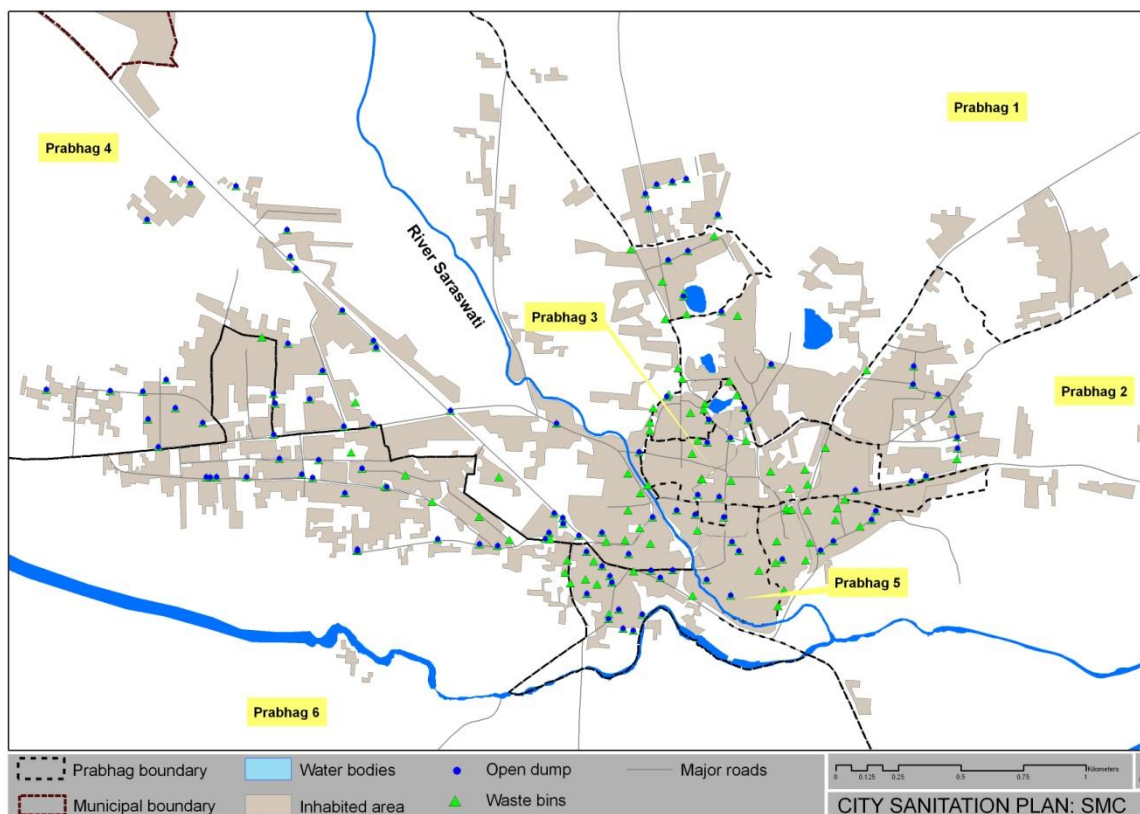 Prabhag 1
Prabhag 4
River Saraswati
Prabhag 3
Prabhag 2
Prabhag 5
Prabhag 6
Prabhag boundary
Water bodies
Open dump
Major roads
Municipal boundary
Inhabited area
Waste bins
Kilometers
0 0.125 0.25 0.5 0.75 1
CITY SANITATION PLAN: SMC